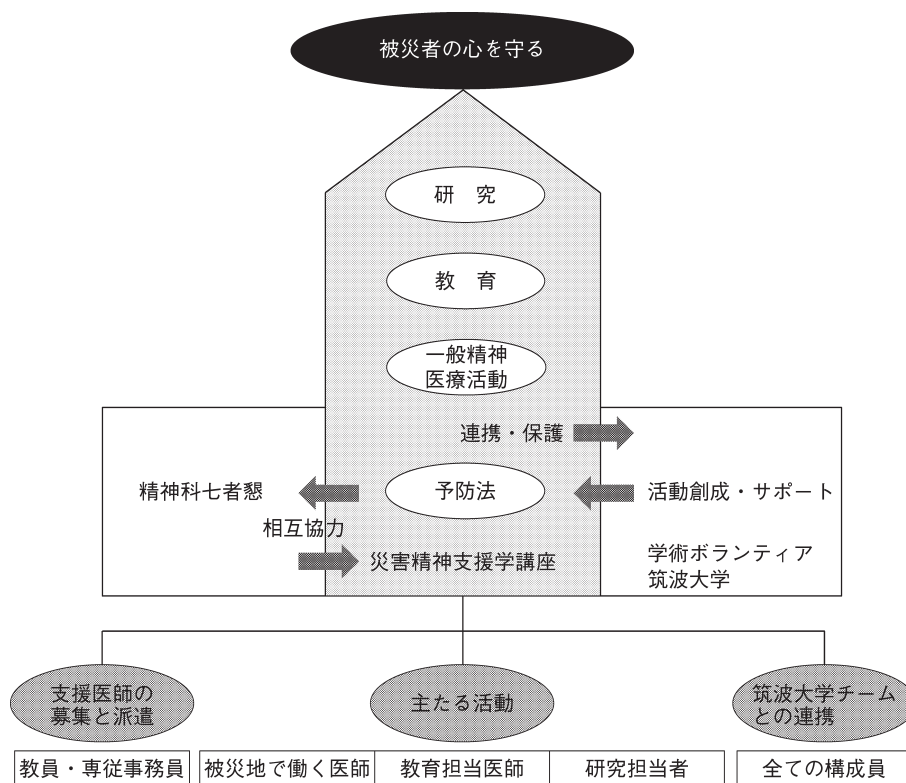 被災者の心を守る
研　究
教　育
一般精神
医療活動
連携・保護
精神科七者懇
予防法
活動創成・サポート
相互協力
災害精神支援学講座
学術ボランティア
筑波大学
支援医師の
募集と派遣
主たる活動
筑波大学チーム
との連携
教員・専従事務員
被災地で働く医師
教育担当医師
研究担当者
全ての構成員